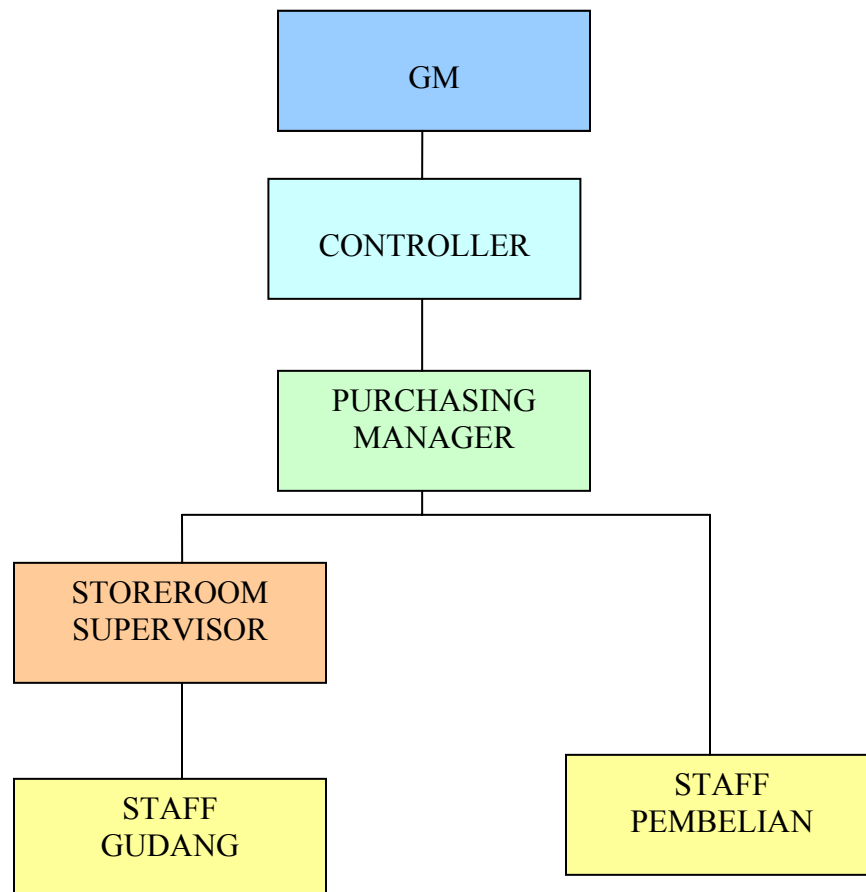 GM
CONTROLLER
PURCHASING
MANAGER
STOREROOM
SUPERVISOR
STAFF
GUDANG
STAFF
PEMBELIAN